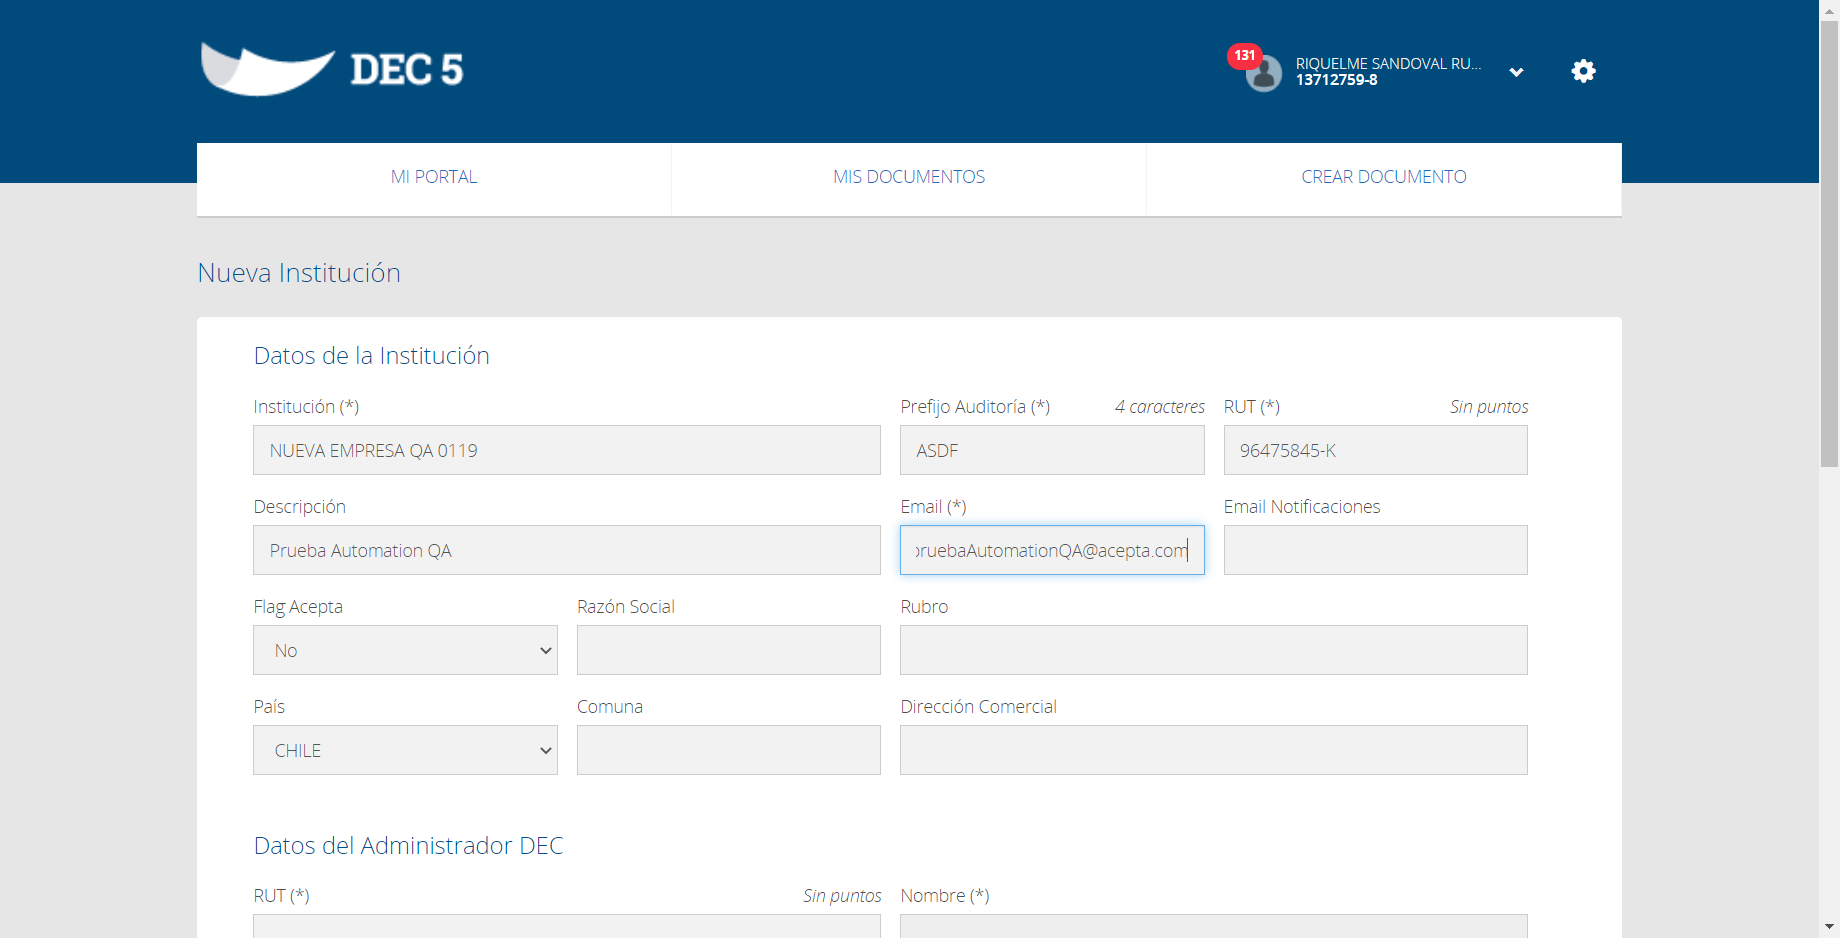 DEC 5
131
RIQUELME SANDOVAL RU...
13712759-8
MI PORTAL
MIS DOCUMENTOS
CREAR DOCUMENTO
Nueva Institución
Datos de la Institución
Institución (*)
Prefijo Auditoría (*)
4 caracteres
RUT (*)
Sin puntos
NUEVA EMPRESA QA 0119
ASDF
96475845-K
Descripción
Email (*)
Email Notificaciones
Prueba Automation QA
pruebaAutomationQA@acepta.com
Flag Acepta
Razón Social
Rubro
No
País
Comuna
Dirección Comercial
CHILE
Datos del Administrador DEC
RUT (*)
Sin puntos
Nombre (*)